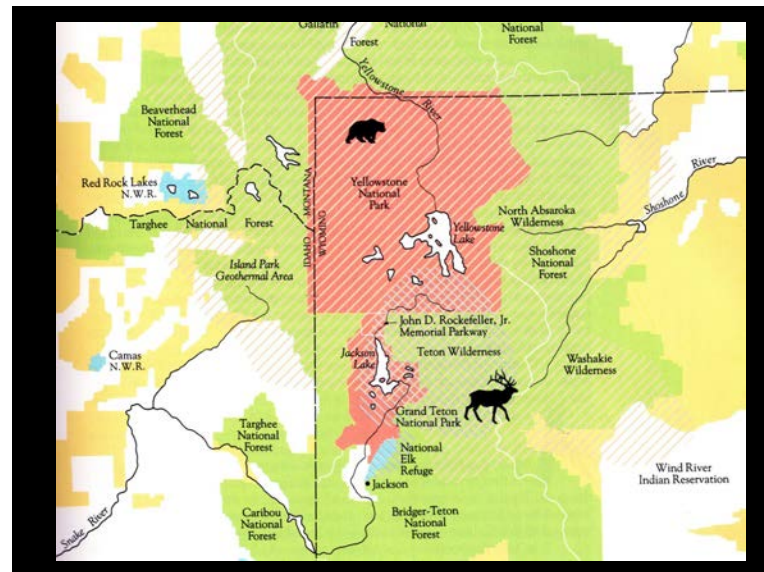 Gallatin
National
Forest
National
Forest
Yellowstone
River
Beaverhead
National
Forest
Red Rock Lakes
N.W.R.
Targhee National Forest
IDAHO MONTANA
WYOMING
Yellowstone
National
Park
Yellowstone
Lake
North Absaroka
Wilderness
Shoshone River
Shoshone
National
Forest
Island Park
Geothermal Area
John D. Rockefeller, Jr.
Memorial Parkway
Jackson
Lake
Teton Wilderness
Washakie
Wilderness
Camas
N.W.R.
Grand Teton
National Park
Targhee
National
Forest
National
Elk
Refuge
Jackson
Wind River
Indian Reservation
Caribou
National
Forest
Bridger-Teton
National
Forest
Snake River